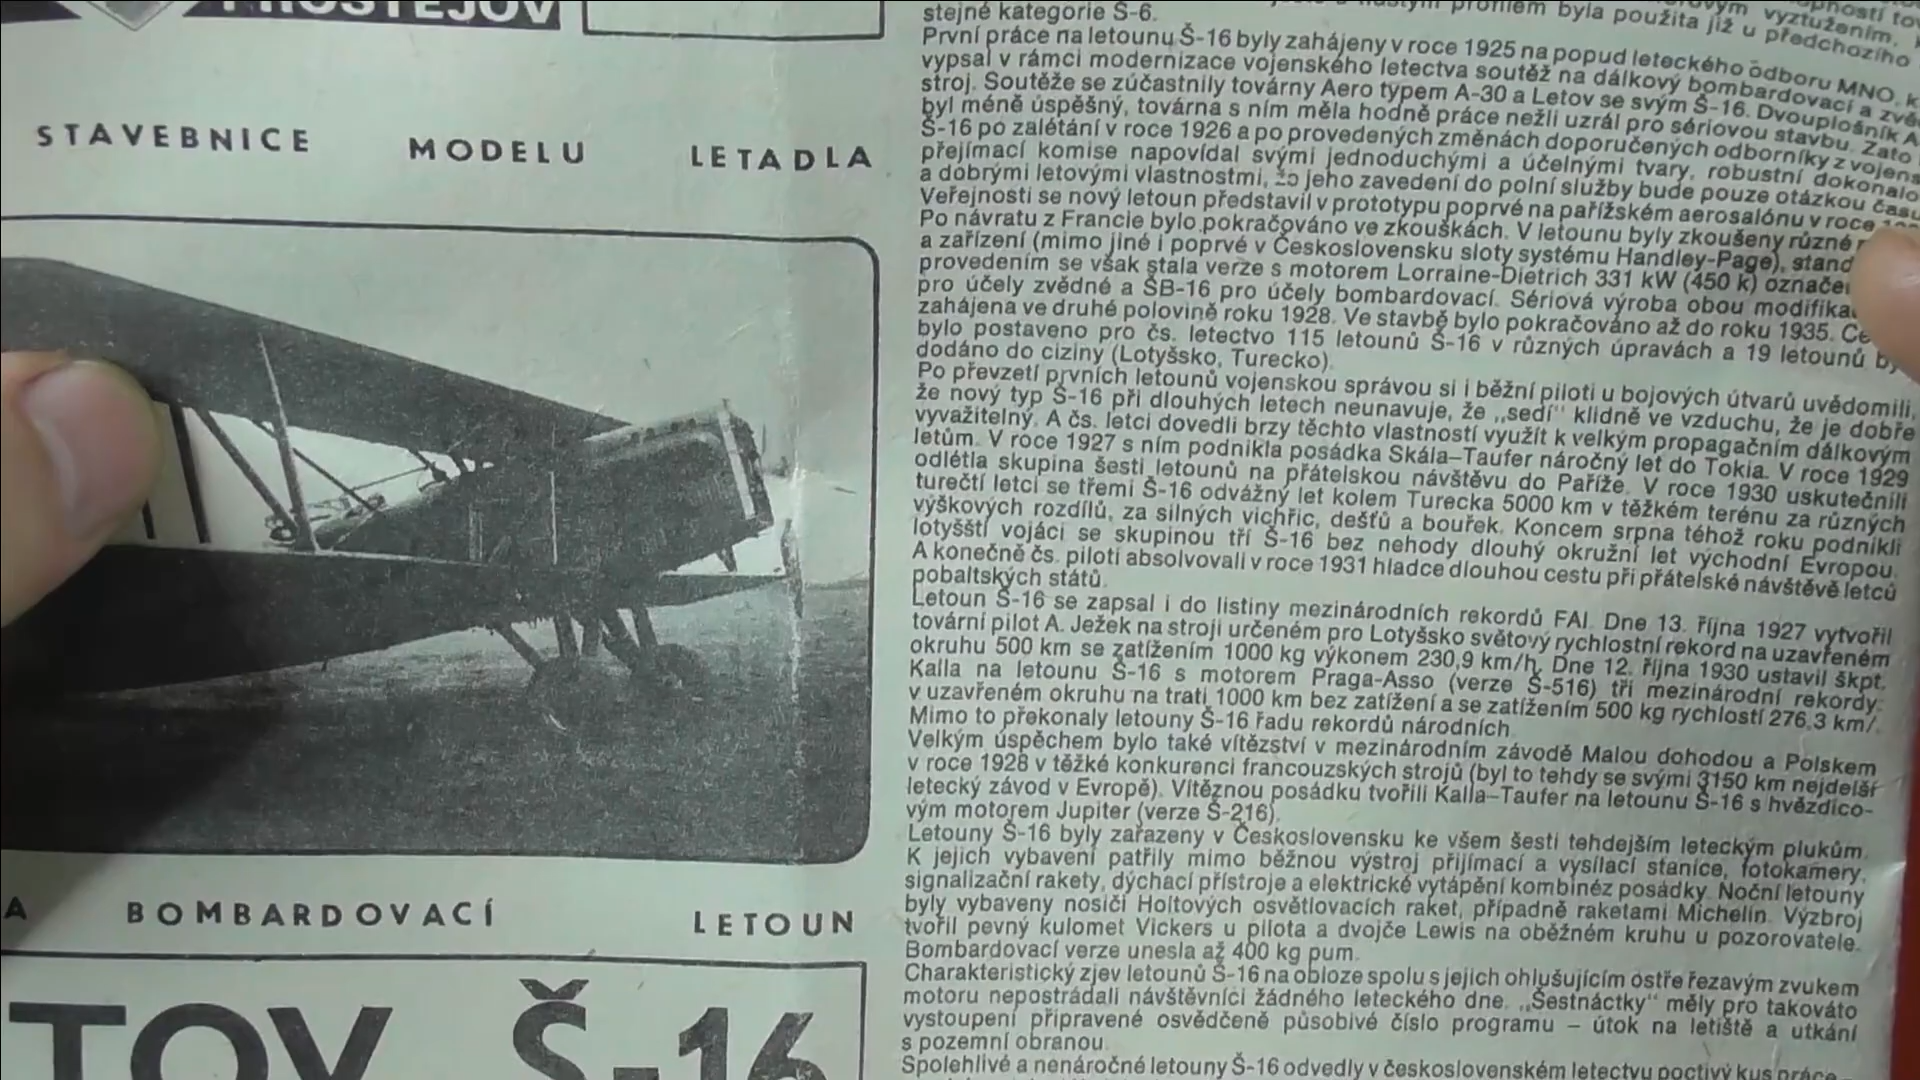 PROSTĚJOV
STAVEBNICE MODELU LETADLA
A BOMBARDOVACÍ LETOUN
TOV Š-16
profilem byla použita již u předchozího
stejné kategorie Š-6.
První práce na letounu Š-16 byly zahájeny v roce 1925 na popud leteckého odboru MNO, k
vypsal v rámci modernizace vojenského letectva soutěž na dálkový bombardovací a zvě
stroj. Soutěže se zúčastnily továrny Aero typem A-30 a Letov se svým Š-16. Dvouplošník A
byl méně úspěšný, továrna s ním měla hodně práce nežli uzrál pro sériovou stavbu. Zato
Š-16 po zalétání v roce 1926 a po provedených změnách doporučených odborníky z vojens
přejímací komise napovídal svými jednoduchými a účelnými tvary, robustní dokonalo
a dobrými letovými vlastnostmi, že jeho zavedení do polní služby bude pouze otázkou času
Veřejnosti se nový letoun představil v prototypu poprvé na pařížském aerosalónu v roce
Po návratu z Francie bylo pokračováno ve zkouškách. V letounu byly zkoušeny různé
a zařízení (mimo jiné i poprvé v Československu sloty systému Handley-Page), stand
provedením se však stala verze s motorem Lorraine-Dietrich 331 kW (450 k) označe
pro účely zvědné a ŠB-16 pro účely bombardovací. Sériová výroba obou modifika
zahájena ve druhé polovině roku 1928. Ve stavbě bylo pokračováno až do roku 1935. Ce
bylo postaveno pro čs. letectvo 115 letounů Š-16 v různých úpravách a 19 letounů by
dodáno do ciziny (Lotyšsko, Turecko).
Po převzetí prvních letounů vojenskou správou si i běžní piloti u bojových útvarů uvědomili,
že nový typ Š-16 při dlouhých letech neunavuje, že „sedí“ klidně ve vzduchu, že je dobře
vyvažitelný. A čs. letci dovedli brzy těchto vlastností využít k velkým propagačním dálkovým
letům. V roce 1927 s ním podnikla posádka Skála–Taufer náročný let do Tokia. V roce 1929
odlétla skupina šesti letounů na přátelskou návštěvu do Paříže. V roce 1930 uskutečnili
turečtí letci se třemi Š-16 odvážný let kolem Turecka 5000 km v těžkém terénu za různých
výškových rozdílů, za silných vichřic, dešťů a bouřek. Koncem srpna téhož roku podnikli
lotyšští vojáci se skupinou tří Š-16 bez nehody dlouhý okružní let východní Evropou.
A konečně čs. piloti absolvovali v roce 1931 hladce dlouhou cestu při přátelské návštěvě letců
pobaltských států.
Letoun Š-16 se zapsal i do listiny mezinárodních rekordů FAI. Dne 13. října 1927 vytvořil
tovární pilot A. Ježek na stroji určeném pro Lotyšsko světový rychlostní rekord na uzavřeném
okruhu 500 km se zatížením 1000 kg výkonem 230,9 km/h. Dne 12. října 1930 ustavil škpt.
Kalla na letounu Š-16 s motorem Praga-Asso (verze Š-516) tři mezinárodní rekordy:
v uzavřeném okruhu na trati 1000 km bez zatížení a se zatížením 500 kg rychlostí 276,3 km/.
Mimo to překonaly letouny Š-16 řadu rekordů národních.
Velkým úspěchem bylo také vítězství v mezinárodním závodě Malou dohodou a Polskem
v roce 1928 v těžké konkurenci francouzských strojů (byl to tehdy se svými 3150 km nejdelší
letecký závod v Evropě). Vítěznou posádku tvořili Kalla–Taufer na letounu Š-16 s hvězdico-
vým motorem Jupiter (verze Š-216).
Letouny Š-16 byly zařazeny v Československu ke všem šesti tehdejším leteckým plukům.
K jejich vybavení patřily mimo běžnou výstroj přijímací a vysílací stanice, fotokamery,
signalizační rakety, dýchací přístroje a elektrické vytápění kombinéz posádky. Noční letouny
byly vybaveny nosiči Holtových osvětlovacích raket, případně raketami Michelin. Výzbroj
tvořil pevný kulomet Vickers u pilota a dvojče Lewis na oběžném kruhu u pozorovatele.
Bombardovací verze unesla až 400 kg pum.
Charakteristický zjev letounů Š-16 na obloze spolu s jejich ohlušujícím ostře řezavým zvukem
motoru nepostrádali návštěvníci žádného leteckého dne. „Šestnáctky“ měly pro takováto
vystoupení připravené osvědčeně působivé číslo programu – útok na letiště a utkání
s pozemní obranou.
Spolehlivé a nenáročné letouny Š-16 odvedly v československém letectvu poctivý kus práce